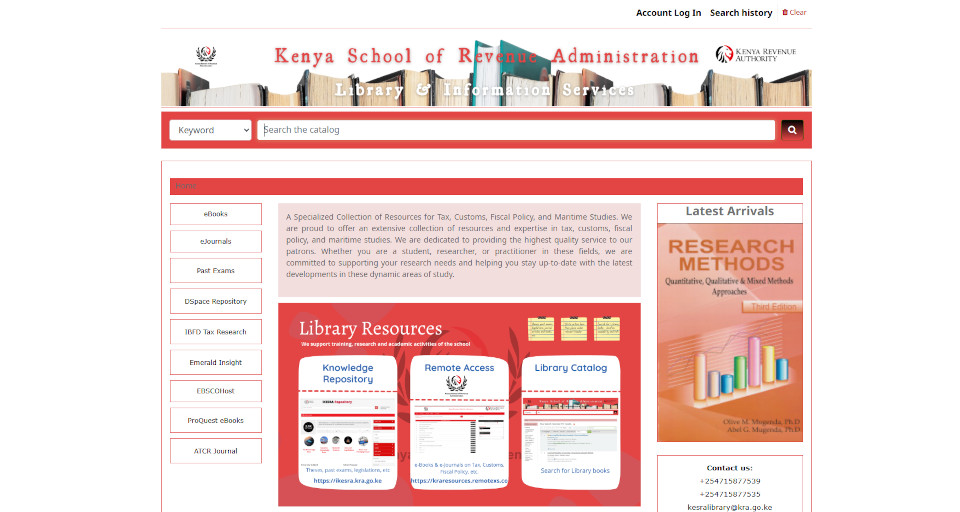 Account Log In Search history Clear
Kenya School of Revenue Administration
KENYA REVENUE
AUTHORITY
Library & Information Services
Keyword
Search the catalog
eBooks
eJournals
Past Exams
DSpace Repository
IBFD Tax Research
Emerald Insight
EBSCOHost
ProQuest eBooks
ATCR Journal
A Specialized Collection of Resources for Tax, Customs, Fiscal Policy, and Maritime Studies. We
are proud to offer an extensive collection of resources and expertise in tax, customs, fiscal
policy, and maritime studies. We are dedicated to providing the highest quality service to our
patrons. Whether you are a student, researcher, or practitioner in these fields, we are
committed to supporting your research needs and helping you stay up-to-date with the latest
developments in these dynamic areas of study.
Library Resources
We support training, research and academic activities of the school
Knowledge
Repository
Theses, past exams, legislations, etc
https://ikesra.kra.go.ke
Remote Access
e-Books & e-Journals on Tax, Customs,
Fiscal Policy, etc.
https://kraresources.remotexs.co
Library Catalog
Search for Library books
Latest Arrivals
RESEARCH
METHODS
Quantitative, Qualitative & Mixed Methods
Approaches
Third Edition
Olive M. Mugenda, Ph.D
Abel G. Mugenda, Ph.D.
Contact us:
+254715877539
+254715877535
kesralibrary@kra.go.ke